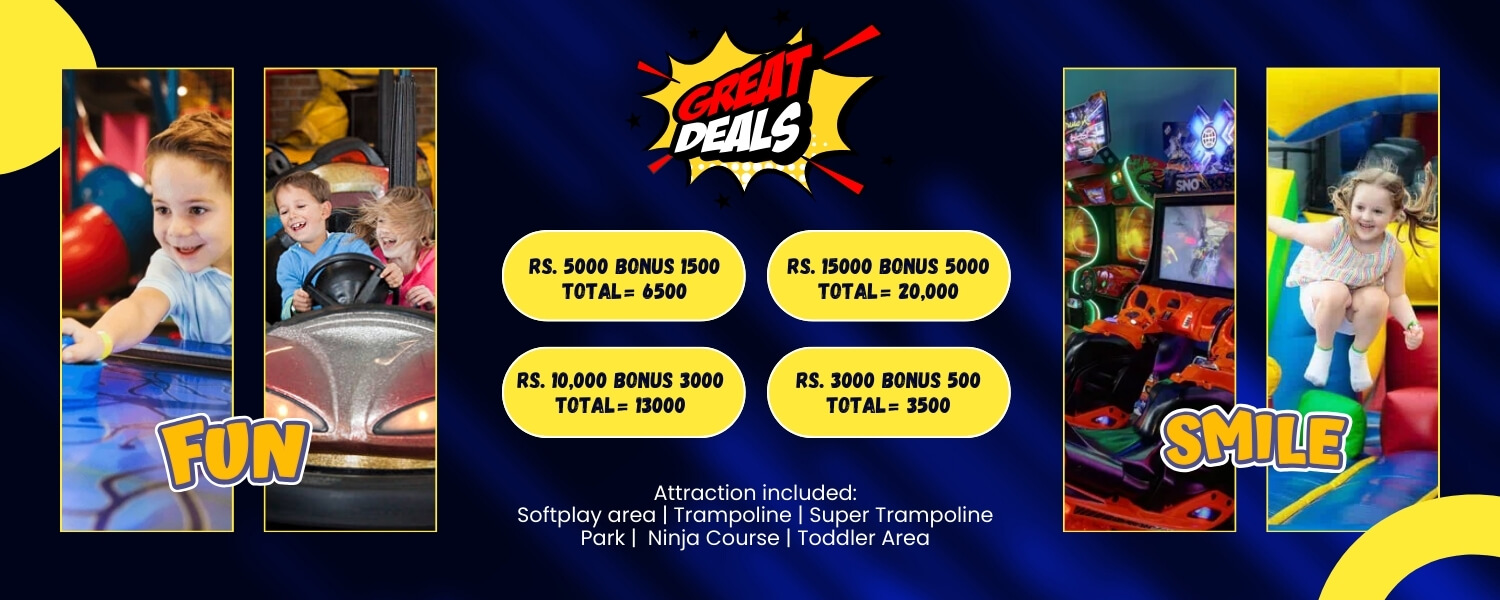 GREAT
DEALS
RS. 5000 BONUS 1500
TOTAL= 6500
RS. 15000 BONUS 5000
TOTAL= 20,000
RS. 10,000 BONUS 3000
TOTAL= 13000
RS. 3000 BONUS 500
TOTAL= 3500
FUN
SMILE
Attraction included:
Softplay area | Trampoline | Super Trampoline
Park | Ninja Course | Toddler Area